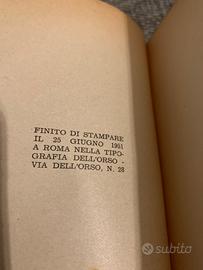 FINITO DI STAMPARE
IL 25 GIUGNO 1951
A ROMA NELLA TIPO-
GRAFIA DELL'ORSO -
VIA DELL'ORSO, N. 28
subito